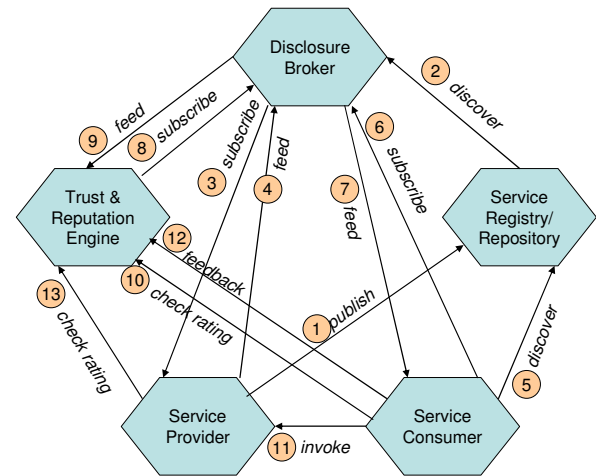 Disclosure
Broker
2
discover
9
feed
8
subscribe
3
subscribe
4
feed
6
subscribe
7
feed
Trust &
Reputation
Engine
Service
Registry/
Repository
12
feedback
10
check rating
13
check rating
1
publish
5
discover
Service
Provider
Service
Consumer
11
invoke